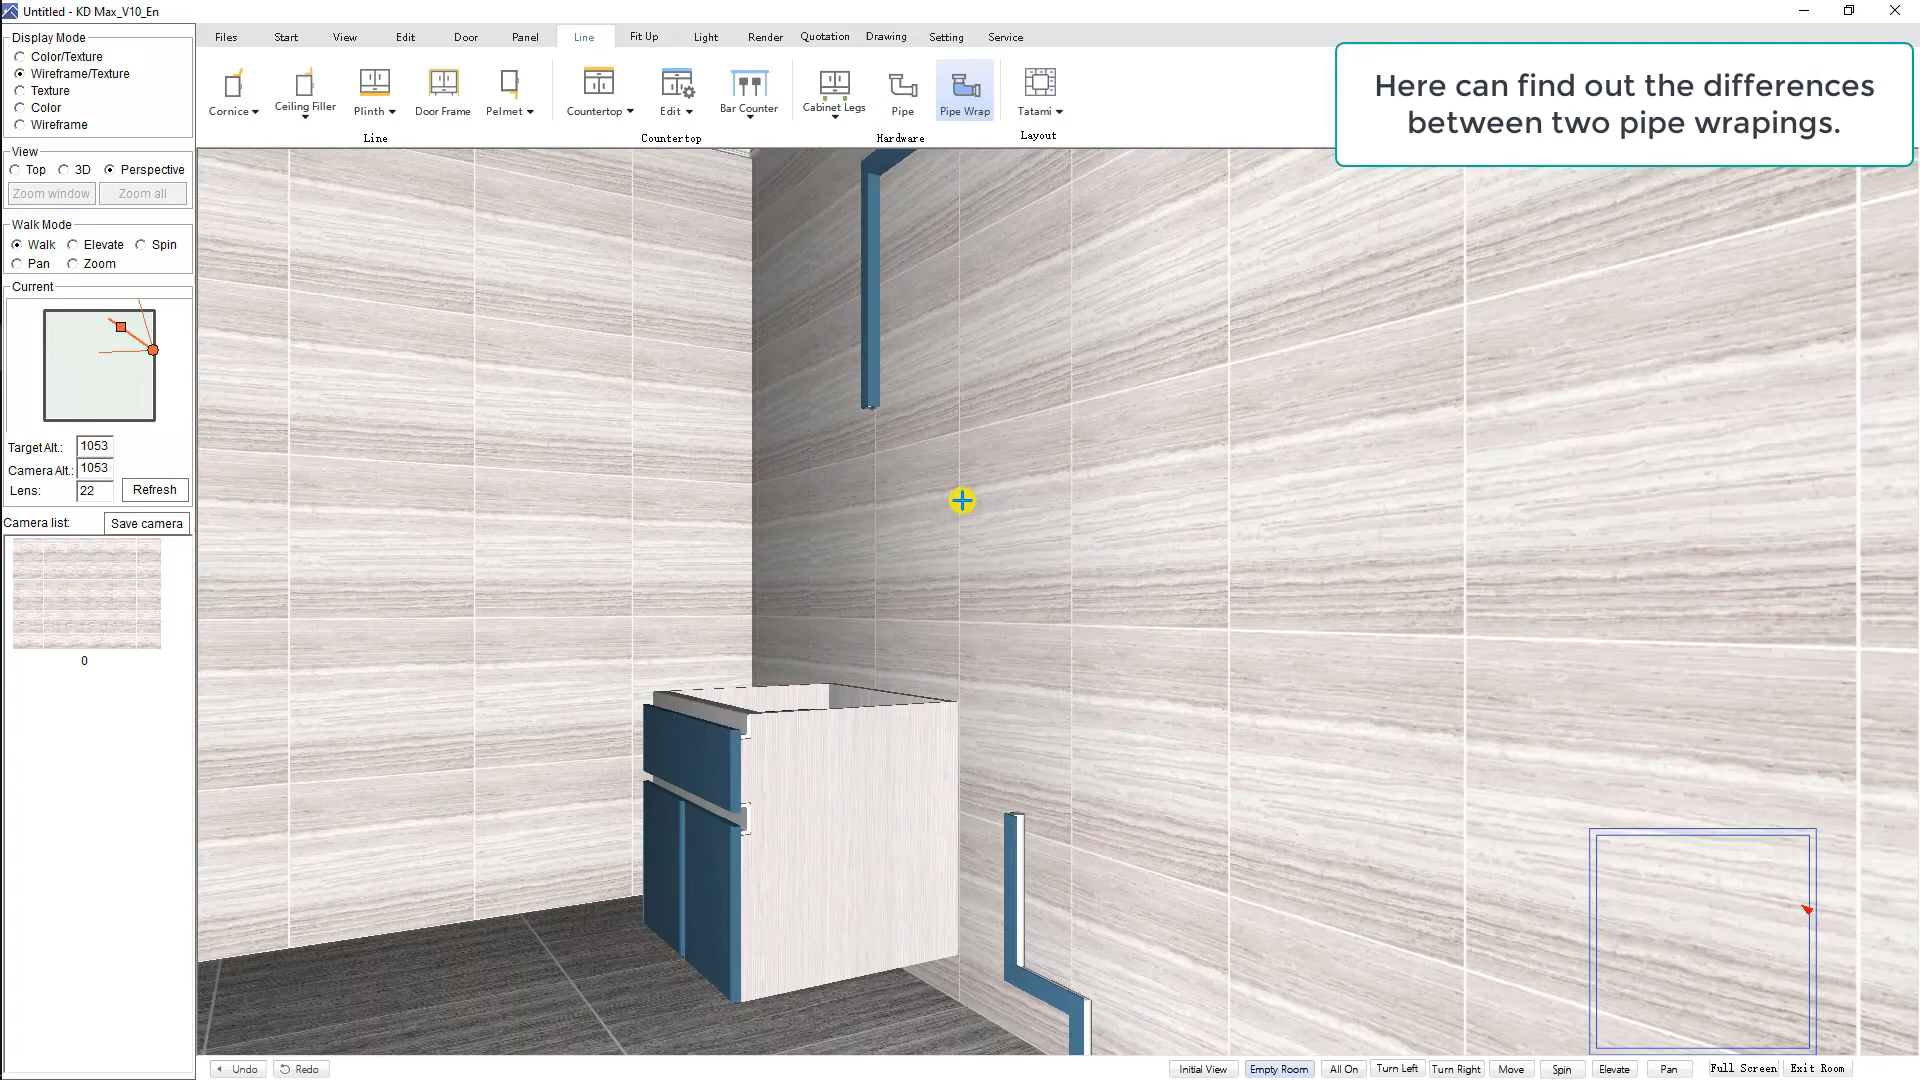 Untitled - KD Max_V10_En
Files Start View Edit Door Panel Line Fit Up Light Render Quotation Drawing Setting Service
Cornice Ceiling Filler Plinth Door Frame Pelmet Countertop Edit Bar Counter Cabinet Legs Pipe Pipe Wrap Tatami
Line Countertop Hardware Layout
Here can find out the differences
between two pipe wrapings.
Display Mode
Color/Texture
Wireframe/Texture
Texture
Color
Wireframe
View
Top 3D Perspective
Zoom window Zoom all
Walk Mode
Walk Elevate Spin
Pan Zoom
Current
Target Alt.: 1053
Camera Alt.: 1053
Lens: 22 Refresh
Camera list: Save camera
0
Undo Redo Initial View Empty Room All On Turn Left Turn Right Move Spin Elevate Pan Full Screen Exit Room